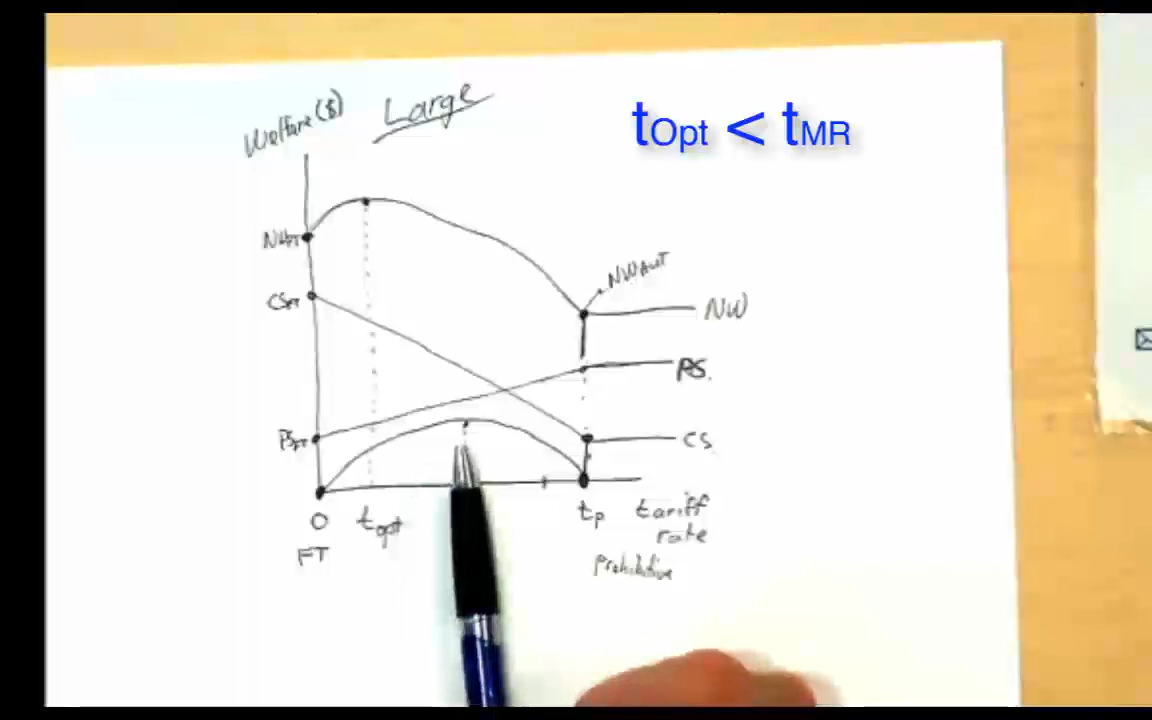 Welfare($)
Large
tOpt < tMR
NWFT
CSFT
NWAUT
NW
PS.
PSFT
CS
0
FT
topt
tp
Prohibitive
tariff
rate